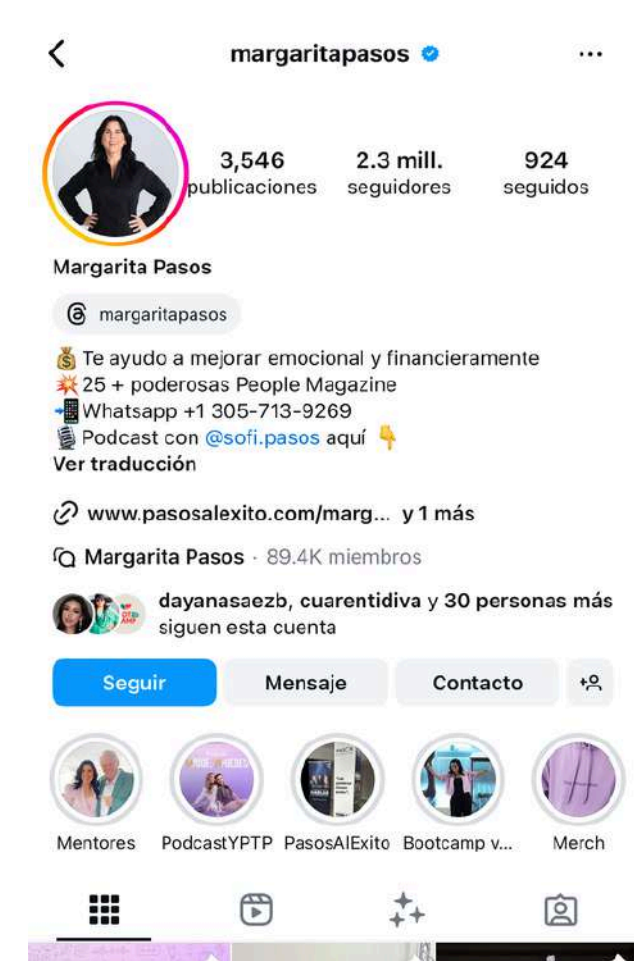 margaritapasos
3,546 2.3 mill. 924
publicaciones seguidores seguidos
Margarita Pasos
margaritapasos
💰 Te ayudo a mejorar emocional y financieramente
💥 25 + poderosas People Magazine
📲 Whatsapp +1 305-713-9269
🎙 Podcast con @sofi.pasos aquí 👇
Ver traducción
www.pasosalexito.com/marg... y 1 más
Margarita Pasos · 89.4K miembros
dayanasaezb, cuarentidiva y 30 personas más
siguen esta cuenta
Seguir Mensaje Contacto
Mentores PodcastYPTP PasosAlExito Bootcamp v... Merch